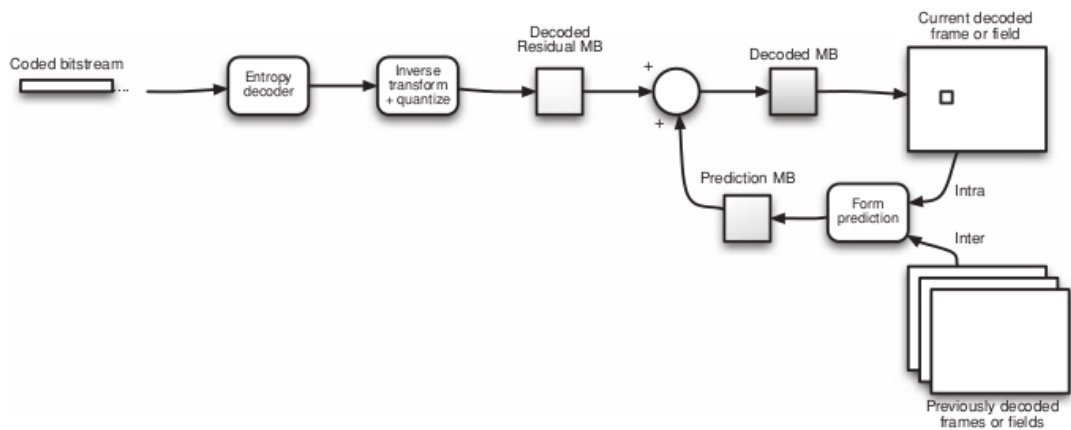 Coded bitstream
....
Entropy
decoder
Inverse
transform
+ quantize
Decoded
Residual MB
+
+
Decoded MB
Current decoded
frame or field
Prediction MB
Form
prediction
Intra
Inter
Previously decoded
frames or fields